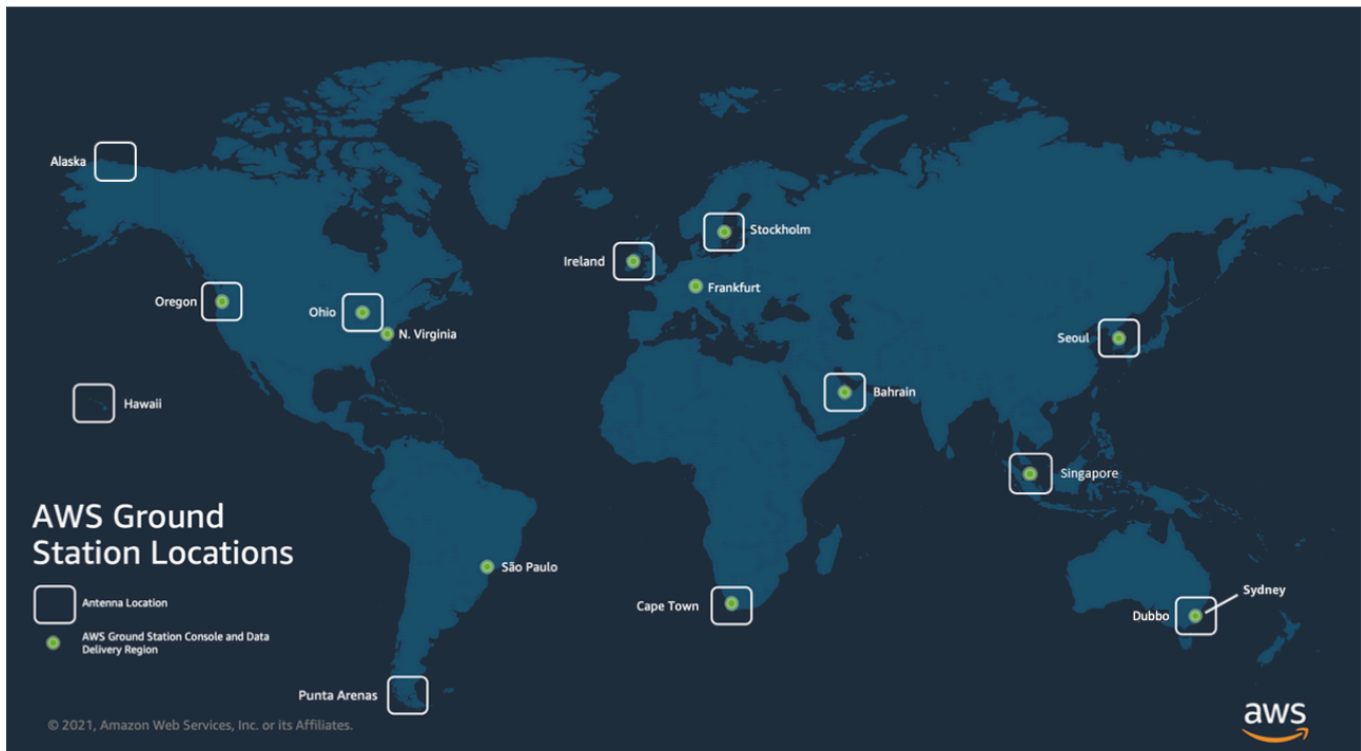 Alaska
Stockholm
Ireland
Frankfurt
Oregon
Ohio
N. Virginia
Seoul
Bahrain
Hawaii
Singapore
AWS Ground
Station Locations
São Paulo
Sydney
Antenna Location
Cape Town
Dubbo
AWS Ground Station Console and Data
Delivery Region
Punta Arenas
© 2021, Amazon Web Services, Inc. or its Affiliates.
aws